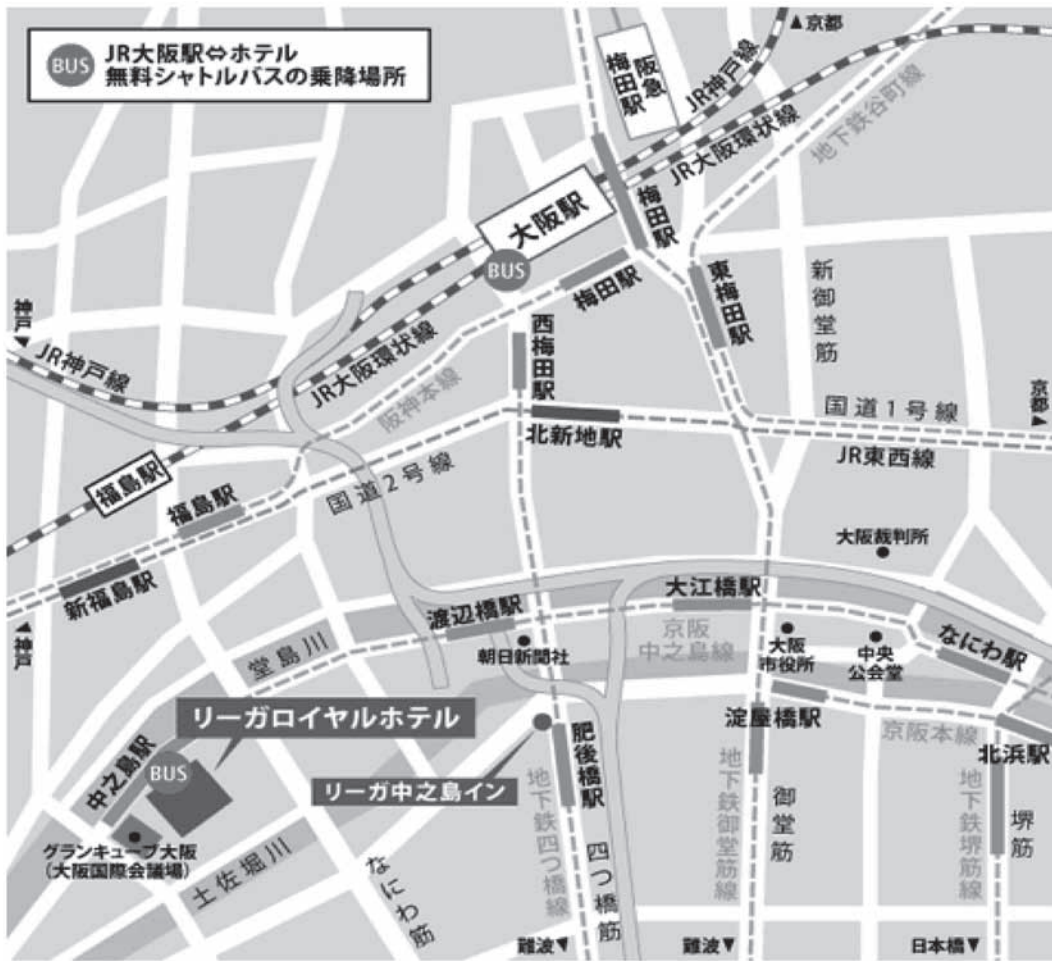 BUS
JR大阪駅⇔ホテル
無料シャトルバスの乗降場所
阪急
梅田駅
▲京都
JR神戸線
JR大阪環状線
地下鉄谷町線
大阪駅
BUS
梅田駅
梅田駅
東梅田駅
新御堂筋
西梅田駅
神戸▼
JR神戸線
JR大阪環状線
阪神本線
北新地駅
国道1号線
京都▲
JR東西線
福島駅
福島駅
国道2号線
新福島駅
神戸▼
大阪裁判所
渡辺橋駅
大江橋駅
堂島川
朝日新聞社
京阪
中之島線
大阪
市役所
中央
公会堂
なにわ駅
リーガロイヤルホテル
淀屋橋駅
京阪本線
北浜駅
中之島駅
BUS
肥後橋駅
リーガ中之島イン
グランキューブ大阪
(大阪国際会議場)
土佐堀川
なにわ筋
地下鉄四つ橋線
四つ橋筋
地下鉄御堂筋線
御堂筋
地下鉄堺筋線
堺筋
難波▼
難波▼
日本橋▼